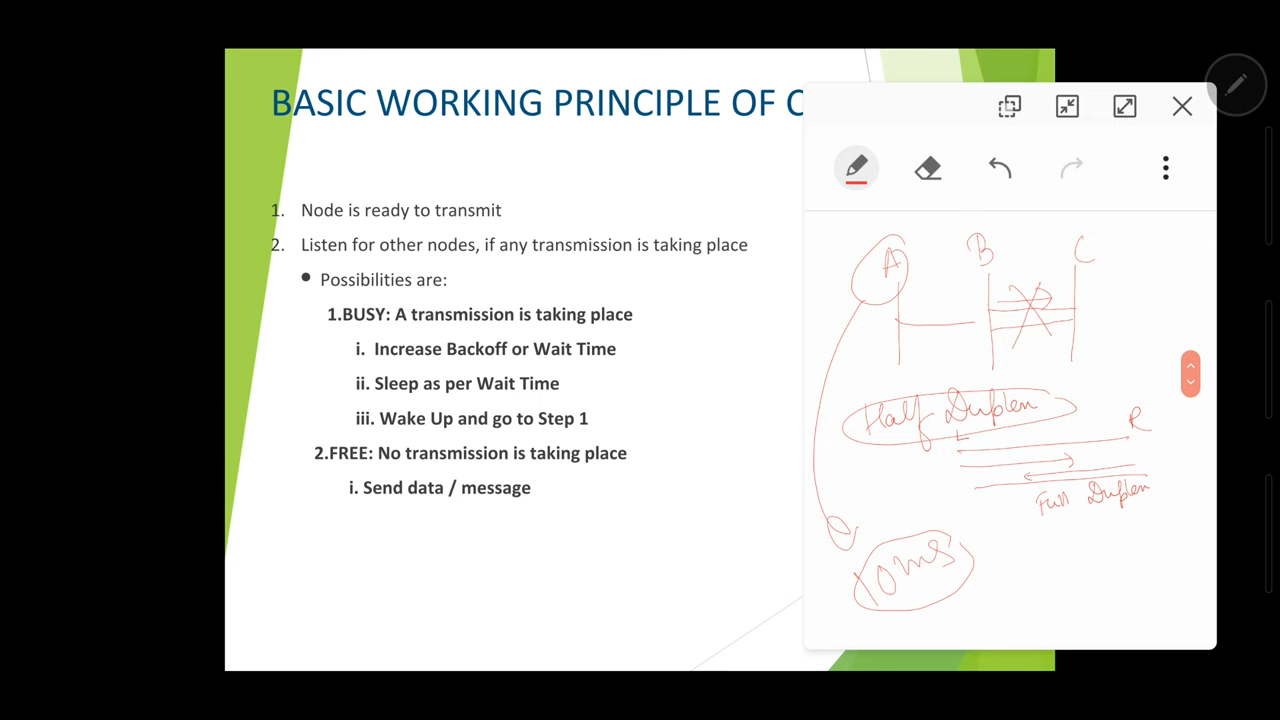 BASIC WORKING PRINCIPLE OF
1. Node is ready to transmit
2. Listen for other nodes, if any transmission is taking place
• Possibilities are:
1.BUSY: A transmission is taking place
i. Increase Backoff or Wait Time
ii. Sleep as per Wait Time
iii. Wake Up and go to Step 1
2.FREE: No transmission is taking place
i. Send data / message
A B C
Half Duplex
R
Full Duplex
10ms